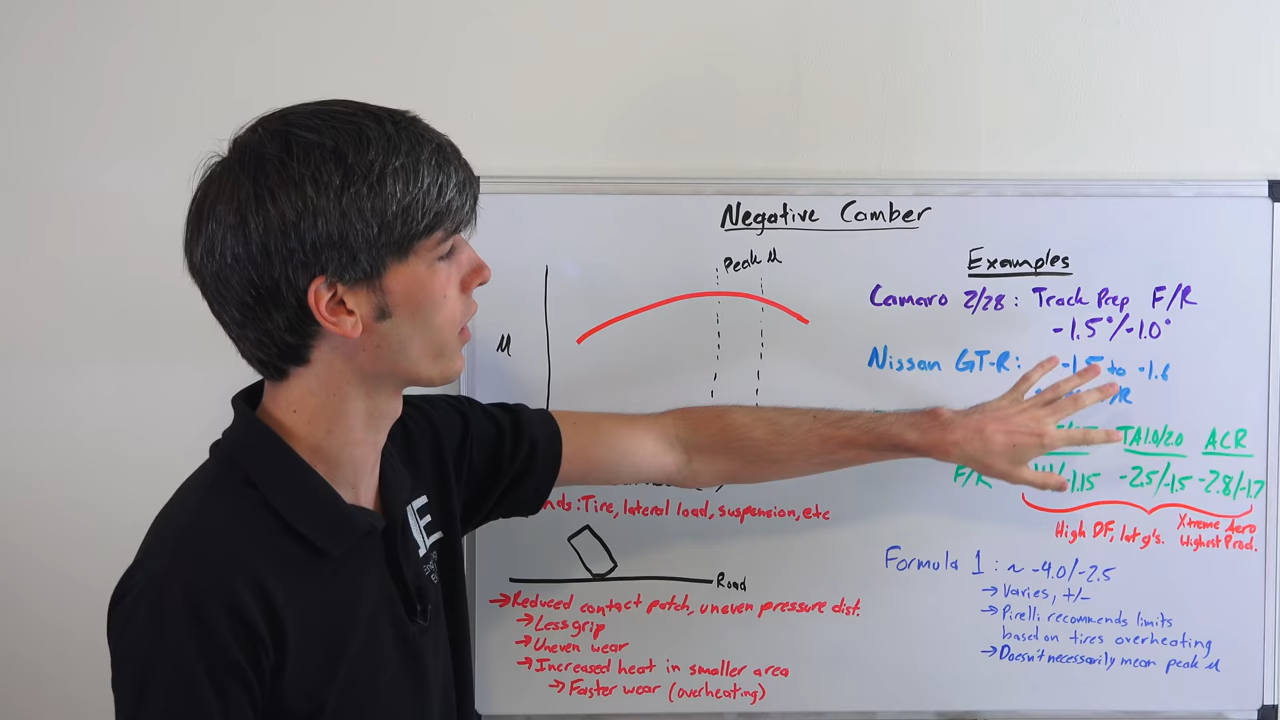 Negative Camber
Peak μ
μ
nds: Tire, lateral load, suspension, etc
Road
→ Reduced contact patch, uneven pressure dist.
→ Less grip
→ Uneven wear
→ Increased heat in smaller area
→ Faster wear (overheating)
Examples
Camaro Z/28: Track Prep F/R
-1.5°/-1.0°
Nissan GT-R: -1.5 to -1.6
/R
TA1.0/2.0 ACR
F/R -1.15 -2.5/-1.5 -2.8/-1.7
High DF, lat g's. Xtreme Aero
Highest Prod.
Formula 1: ~ -4.0/-2.5
→ Varies, +/-
→ Pirelli recommends limits
based on tires overheating
→ Doesn't necessarily mean peak μ
E